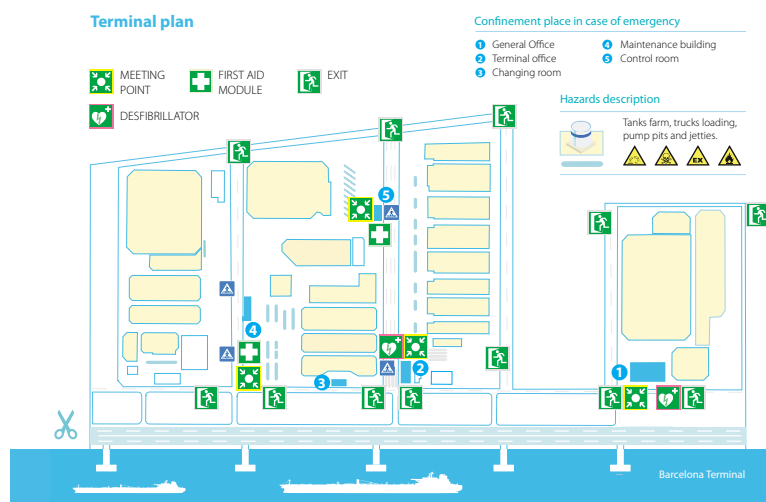 Terminal plan
MEETING
POINT
FIRST AID
MODULE
EXIT
DESFIBRILLATOR
Confinement place in case of emergency
1 General Office
2 Terminal office
3 Changing room
4 Maintenance building
5 Control room
Hazards description
Tanks farm, trucks loading,
pump pits and jetties.
EX
5
4
3
2
1
Barcelona Terminal